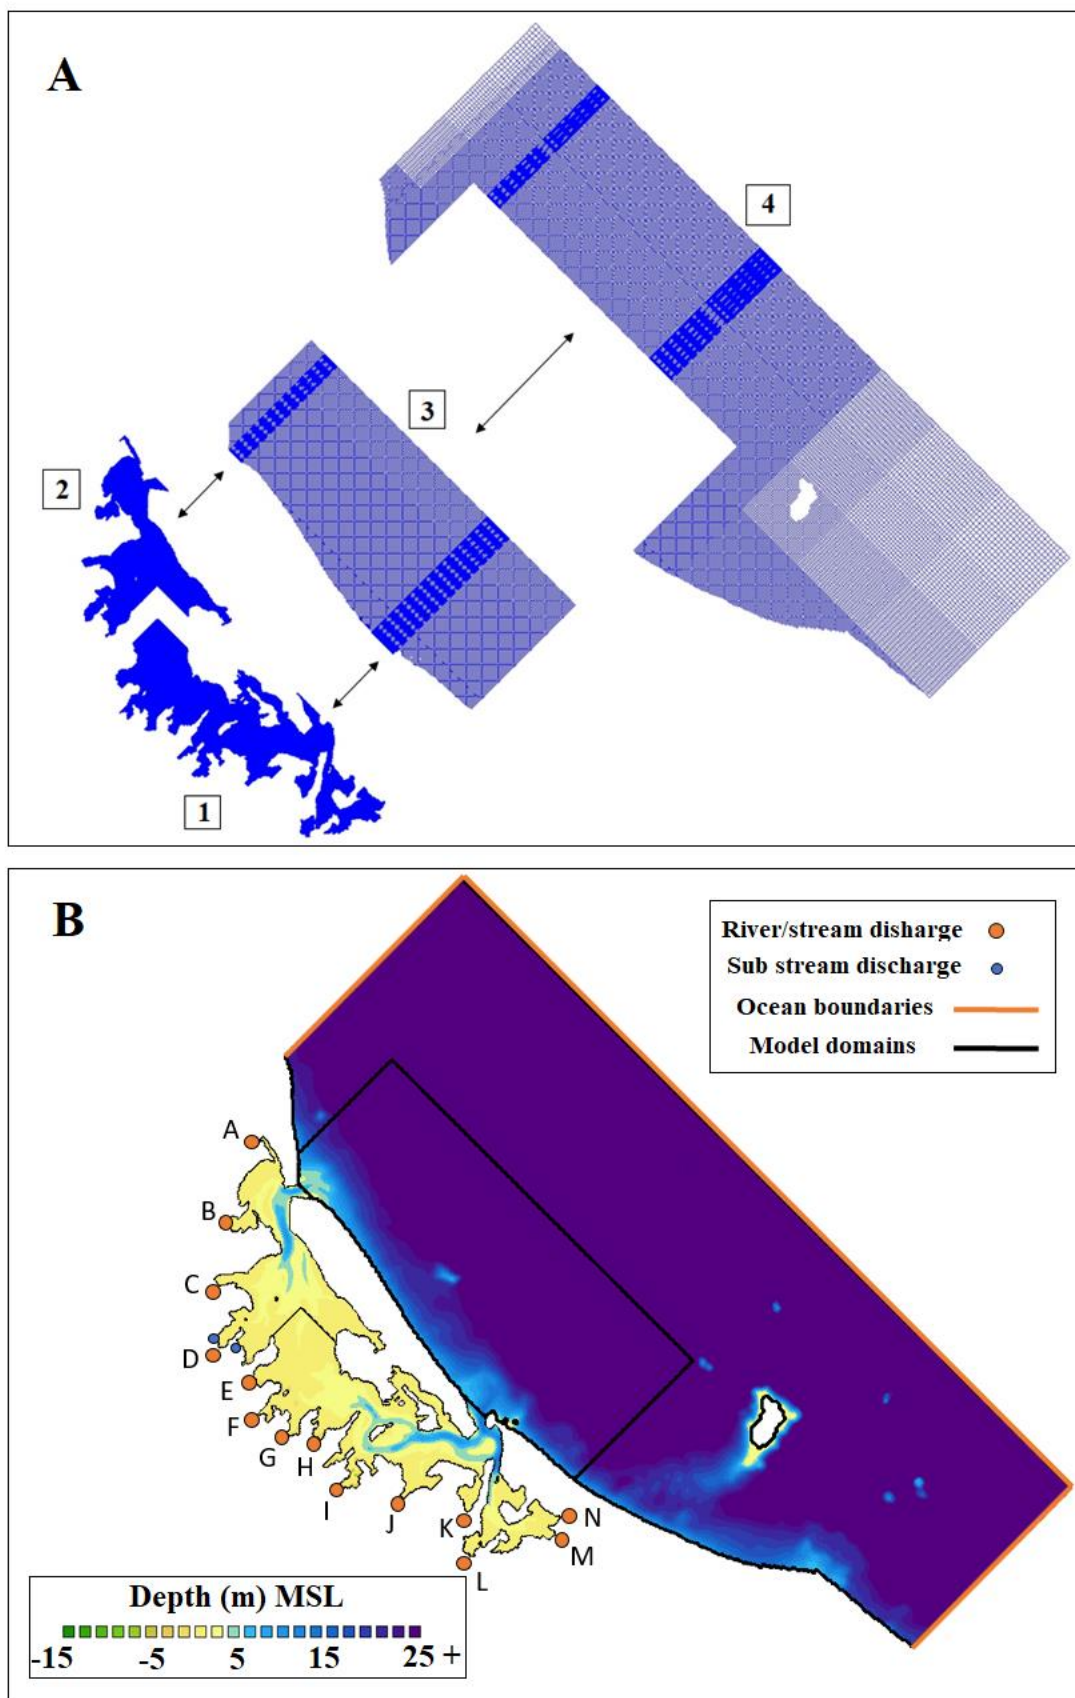 A
4
3
2
1
B
River/stream disharge
Sub stream discharge
Ocean boundaries
Model domains
A
B
C
D
E
F
G
H
I
J
K
L
N
M
Depth (m) MSL
-15 -5 5 15 25 +